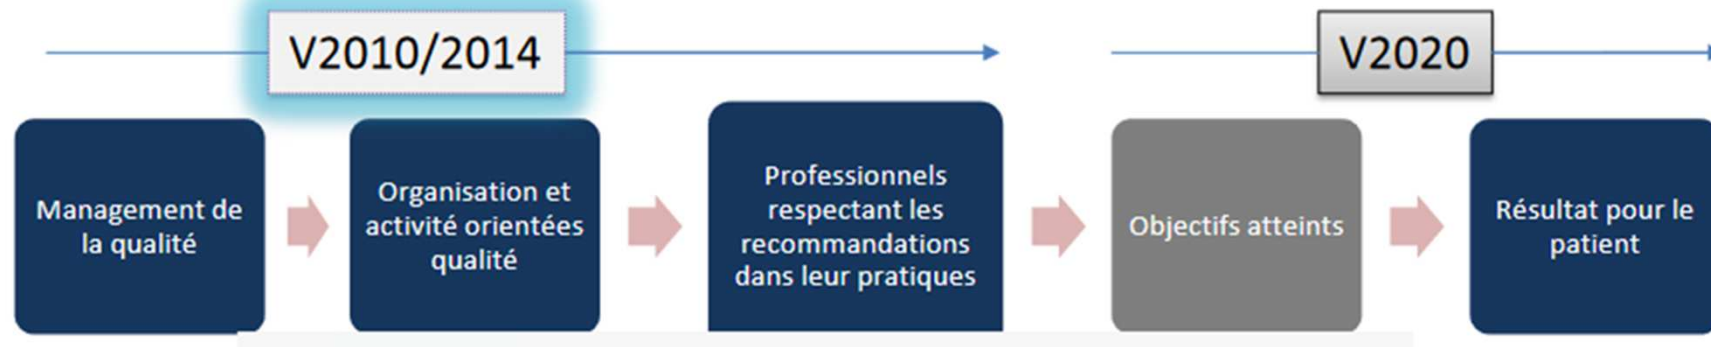 V2010/2014
V2020
Management de
la qualité
Organisation et
activité orientées
qualité
Professionnels
respectant les
recommandations
dans leur pratiques
Objectifs atteints
Résultat pour le
patient